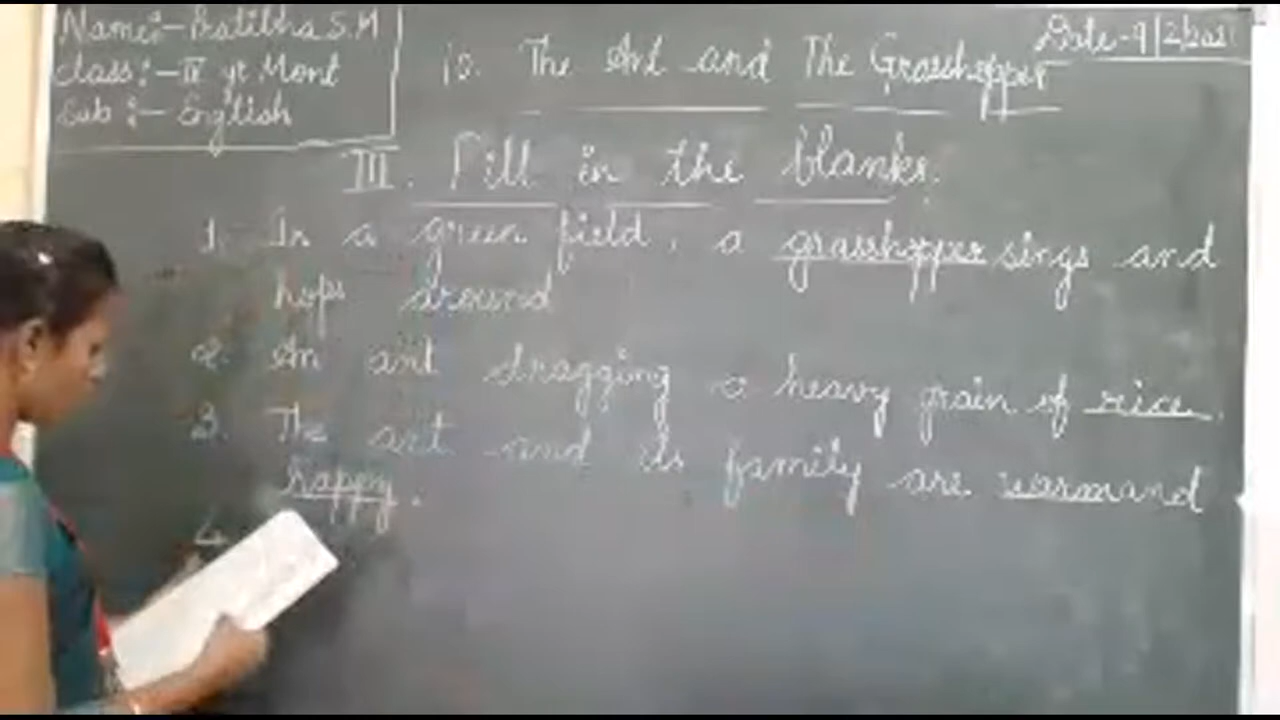 Name:- Pratibha S.M
Class:- IV yr Mont
Sub :- English
Date-9/2/2021
10. The Ant and The Grasshopper
III. Fill in the blanks.
1. In a green field, a grasshopper sings and
hops around
2. An ant dragging a heavy grain of rice.
3. The ant and its family are warm and
happy.
4.